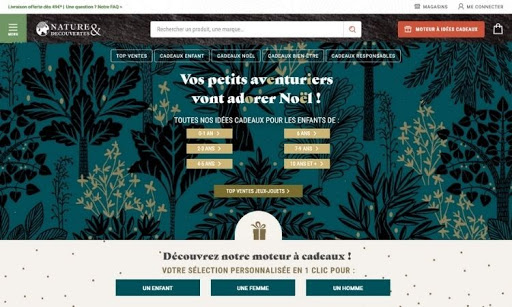 Livraison offerte dès 49€* | Une question ? Notre FAQ >
MAGASINS
ME CONNECTER
MENU
NATURE &
DECOUVERTES
Rechercher un produit, une marque...
MOTEUR À IDÉES CADEAUX
TOP VENTES
CADEAUX ENFANT
CADEAUX NOËL
CADEAUX BIEN-ÊTRE
CADEAUX RESPONSABLES
Vos petits aventuriers
vont adorer Noël !
TOUTES NOS IDÉES CADEAUX POUR LES ENFANTS DE :
0-1 AN >
6 ANS >
2-3 ANS >
7-9 ANS >
4-5 ANS >
10 ANS ET + >
TOP VENTES JEUX-JOUETS >
Découvrez notre moteur à cadeaux !
VOTRE SÉLECTION PERSONNALISÉE EN 1 CLIC POUR :
UN ENFANT
UNE FEMME
UN HOMME